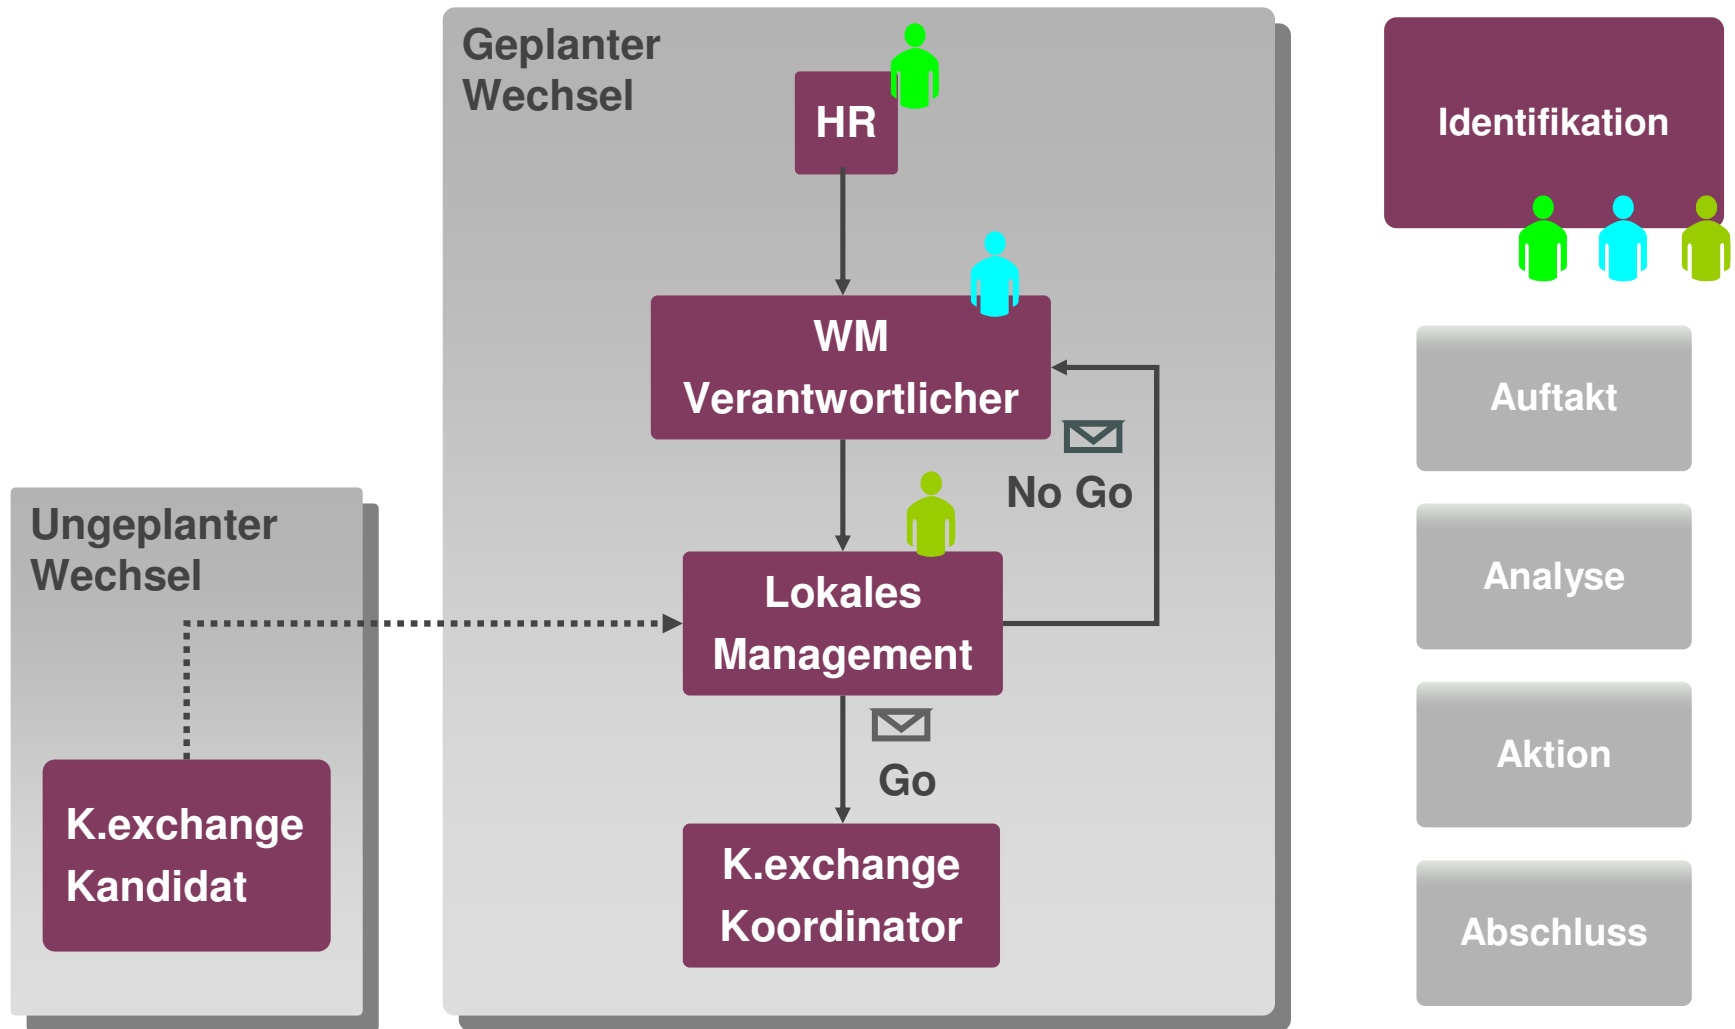 Geplanter
Wechsel
HR
WM
Verantwortlicher
No Go
Lokales
Management
Go
K.exchange
Koordinator
Ungeplanter
Wechsel
K.exchange
Kandidat
Identifikation
Auftakt
Analyse
Aktion
Abschluss